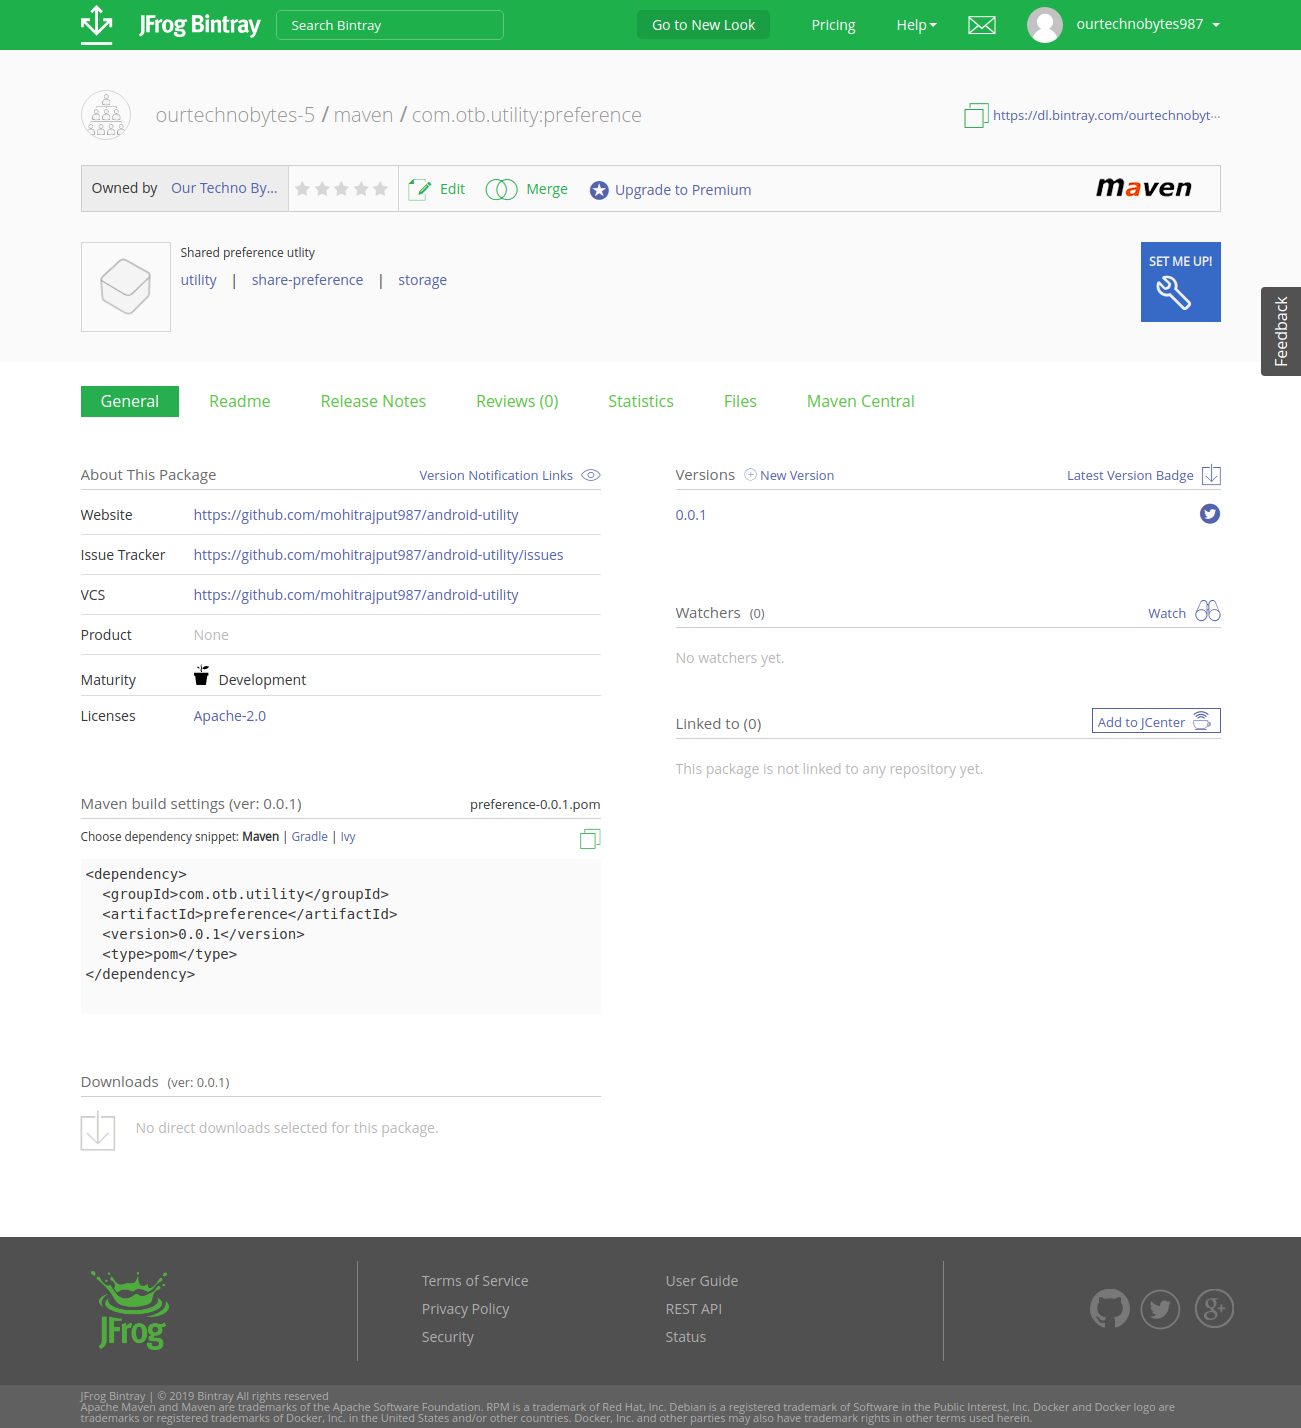 JFrog Bintray
Search Bintray
Go to New Look
Pricing
Help
ourtechnobytes987
ourtechnobytes-5 / maven / com.otb.utility:preference
https://dl.bintray.com/ourtechnobyt...
Owned by Our Techno By...
Edit
Merge
Upgrade to Premium
maven
Shared preference utlity
utility | share-preference | storage
SET ME UP!
Feedback
General
Readme
Release Notes
Reviews (0)
Statistics
Files
Maven Central
About This Package
Version Notification Links
Website https://github.com/mohitrajput987/android-utility
Issue Tracker https://github.com/mohitrajput987/android-utility/issues
VCS https://github.com/mohitrajput987/android-utility
Product None
Maturity Development
Licenses Apache-2.0
Maven build settings (ver: 0.0.1)
preference-0.0.1.pom
Choose dependency snippet: Maven | Gradle | Ivy
<dependency>
  <groupId>com.otb.utility</groupId>
  <artifactId>preference</artifactId>
  <version>0.0.1</version>
  <type>pom</type>
</dependency>
Downloads (ver: 0.0.1)
No direct downloads selected for this package.
Versions
New Version
Latest Version Badge
0.0.1
Watchers (0)
Watch
No watchers yet.
Linked to (0)
Add to JCenter
This package is not linked to any repository yet.
JFrog
Terms of Service
Privacy Policy
Security
User Guide
REST API
Status
g+
JFrog Bintray | © 2019 Bintray All rights reserved
Apache Maven and Maven are trademarks of the Apache Software Foundation. RPM is a trademark of Red Hat, Inc. Debian is a registered trademark of Software in the Public Interest, Inc. Docker and Docker logo are
trademarks or registered trademarks of Docker, Inc. in the United States and/or other countries. Docker, Inc. and other parties may also have trademark rights in other terms used herein.